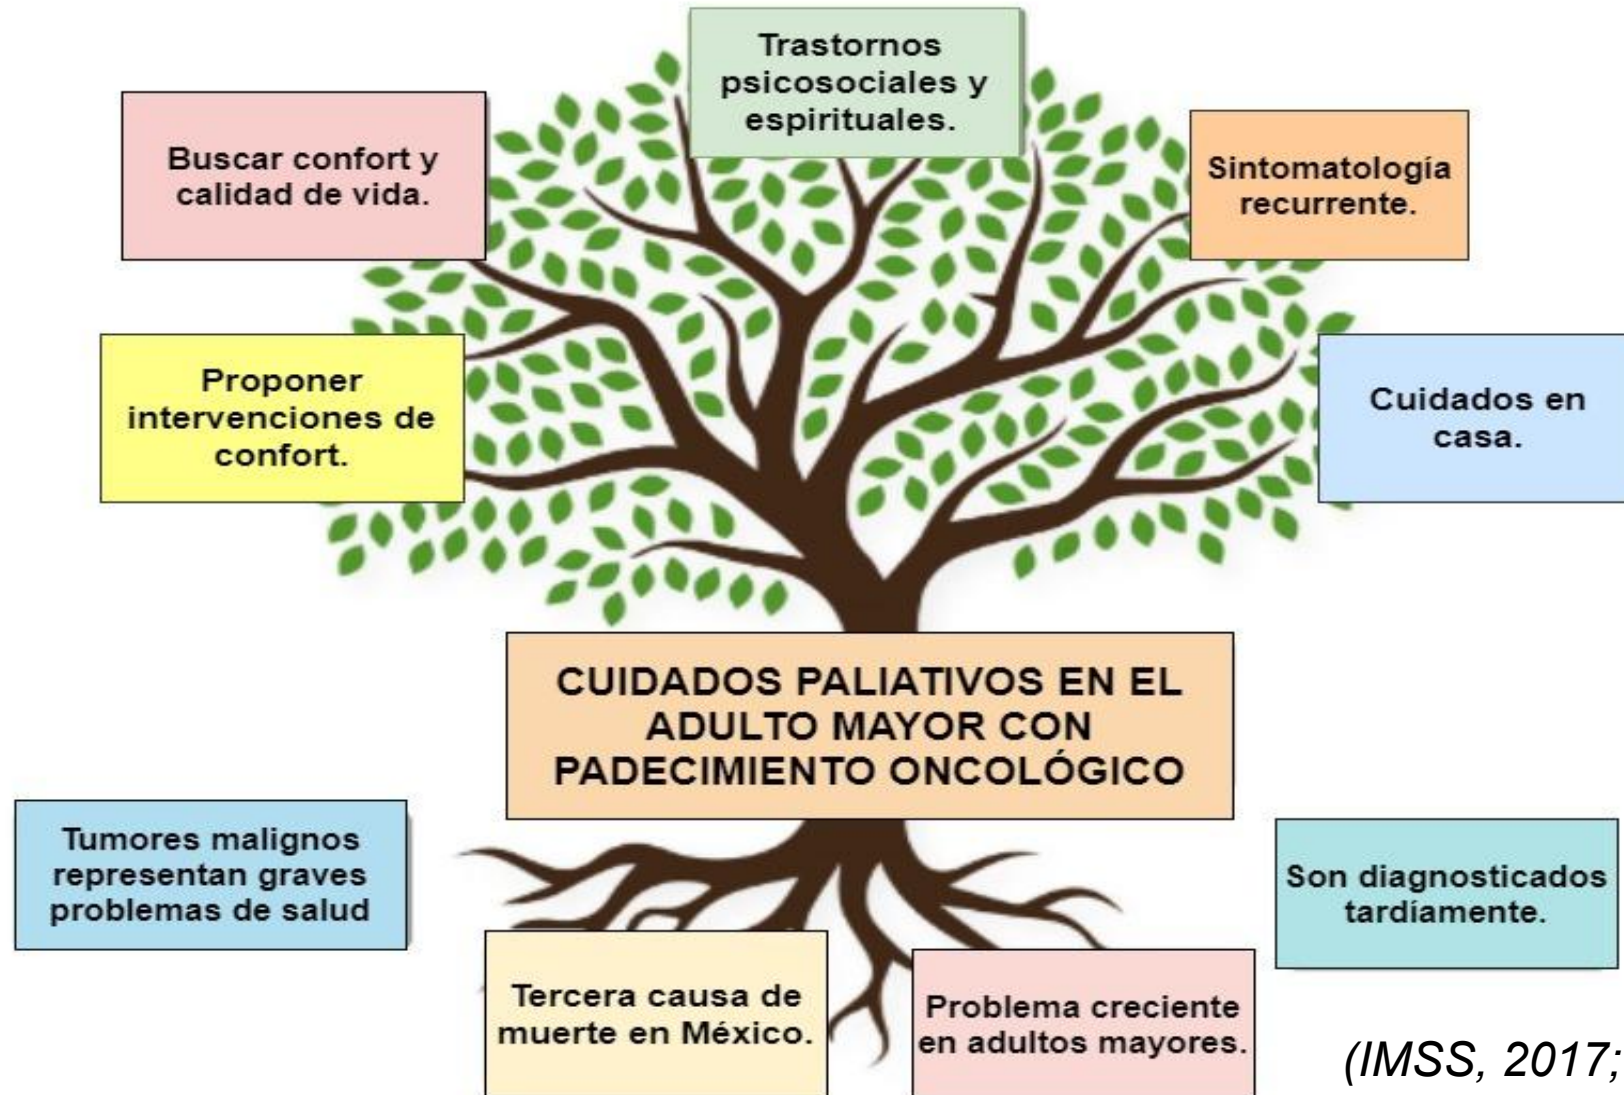 Trastornos
psicosociales y
espirituales.
Buscar confort y
calidad de vida.
Sintomatología
recurrente.
Proponer
intervenciones de
confort.
Cuidados en
casa.
CUIDADOS PALIATIVOS EN EL
ADULTO MAYOR CON
PADECIMIENTO ONCOLÓGICO
Tumores malignos
representan graves
problemas de salud
Son diagnosticados
tardíamente.
Tercera causa de
muerte en México.
Problema creciente
en adultos mayores.
(IMSS, 2017;